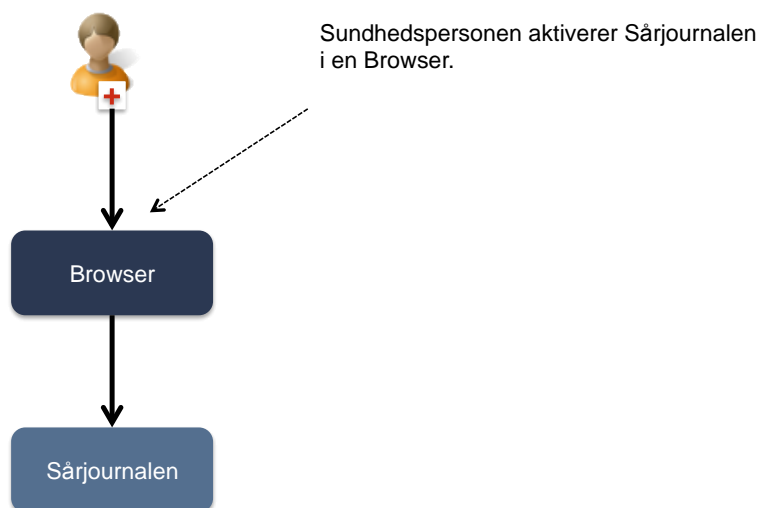 Sundhedspersonen aktiverer Sårjournalen
i en Browser.
Browser
Sårjournalen